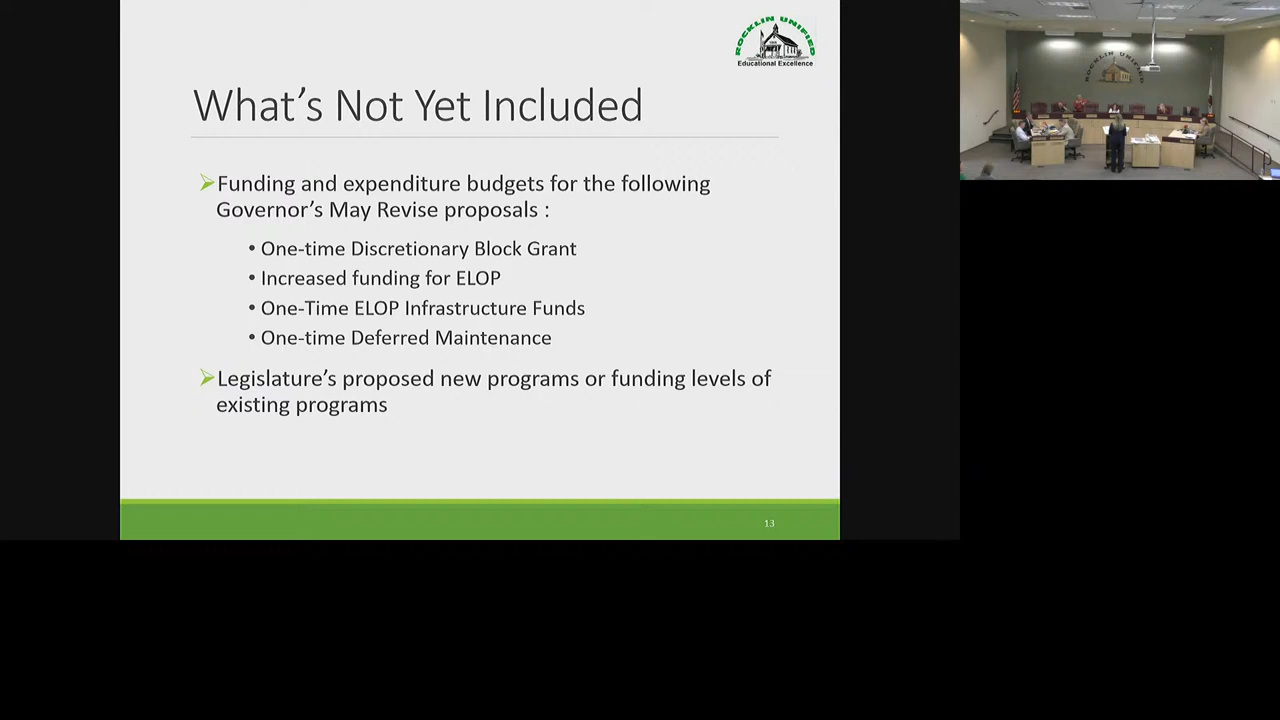 ROCKLIN UNIFIED
Educational Excellence
What's Not Yet Included
Funding and expenditure budgets for the following
Governor's May Revise proposals :
• One-time Discretionary Block Grant
• Increased funding for ELOP
• One-Time ELOP Infrastructure Funds
• One-time Deferred Maintenance
Legislature's proposed new programs or funding levels of
existing programs
13
ROCKLIN UNIFIED